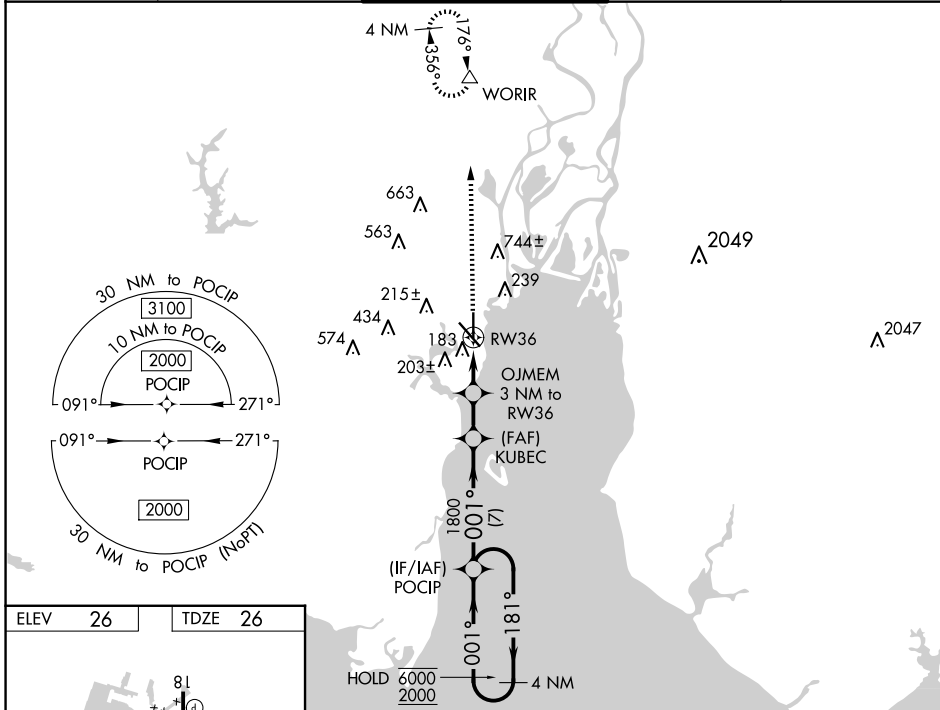 4 NM
176°
356°
WORIR
663
563
744±
239
2049
215±
434
574
183
203±
RW36
2047
OJMEM
3 NM to
RW36
(FAF)
KUBEC
30 NM to POCIP
3100
10 NM to POCIP
2000
POCIP
091°
271°
091°
271°
POCIP
2000
30 NM to POCIP (NoPT)
1800
001°
(7)
(IF/IAF)
POCIP
001°
181°
HOLD
6000
2000
4 NM
ELEV 26
TDZE 26
18
P